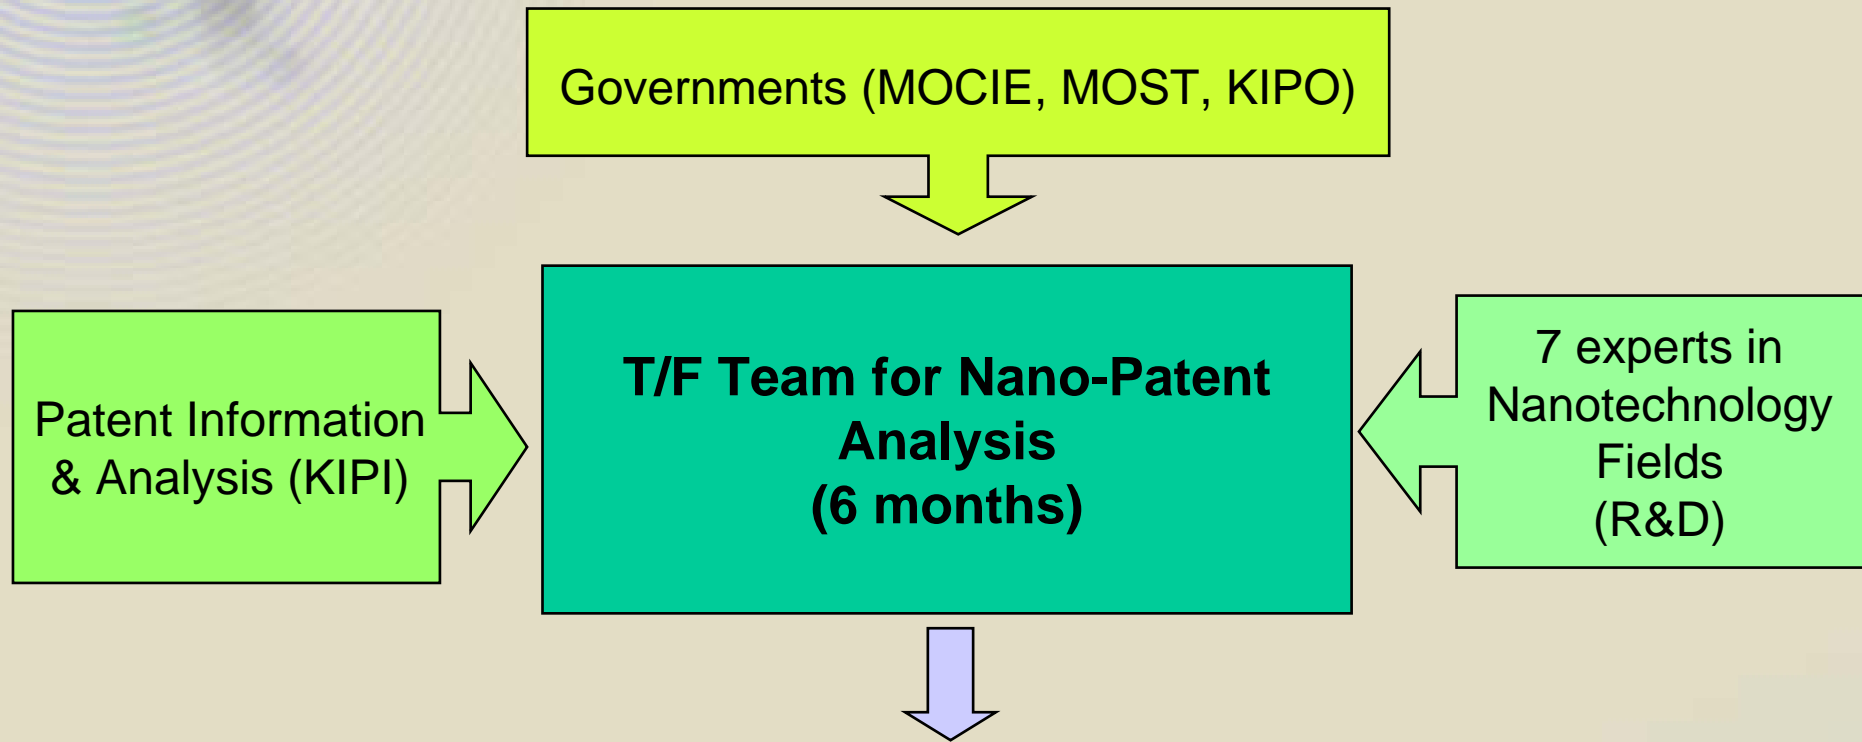 Governments (MOCIE, MOST, KIPO)
Patent Information
& Analysis (KIPI)
T/F Team for Nano-Patent
Analysis
(6 months)
7 experts in
Nanotechnology
Fields
(R&D)